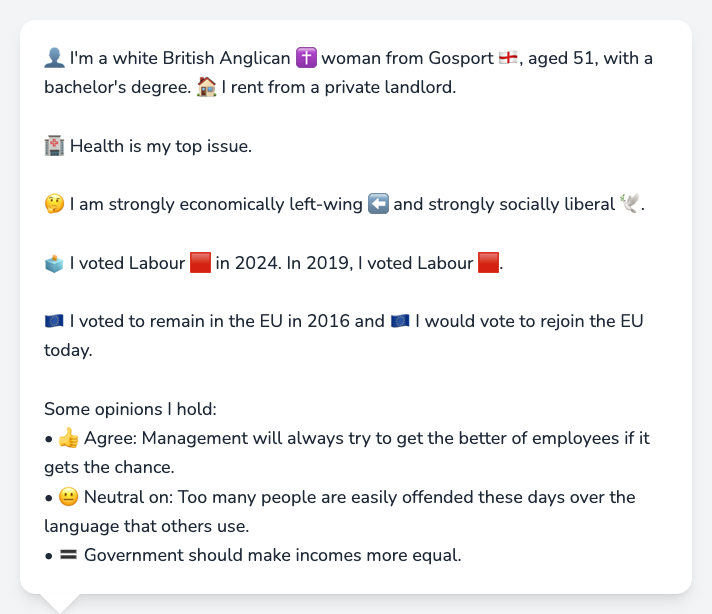 👤 I'm a white British Anglican ✝️ woman from Gosport 🏴󠁧󠁢󠁥󠁮󠁧󠁿, aged 51, with a
bachelor's degree. 🏠 I rent from a private landlord.
🏥 Health is my top issue.
🤔 I am strongly economically left-wing ⬅️ and strongly socially liberal 🕊️.
🗳️ I voted Labour 🟥 in 2024. In 2019, I voted Labour 🟥.
🇪🇺 I voted to remain in the EU in 2016 and 🇪🇺 I would vote to rejoin the EU
today.
Some opinions I hold:
• 👍 Agree: Management will always try to get the better of employees if it
gets the chance.
• 😐 Neutral on: Too many people are easily offended these days over the
language that others use.
• 🟰 Government should make incomes more equal.